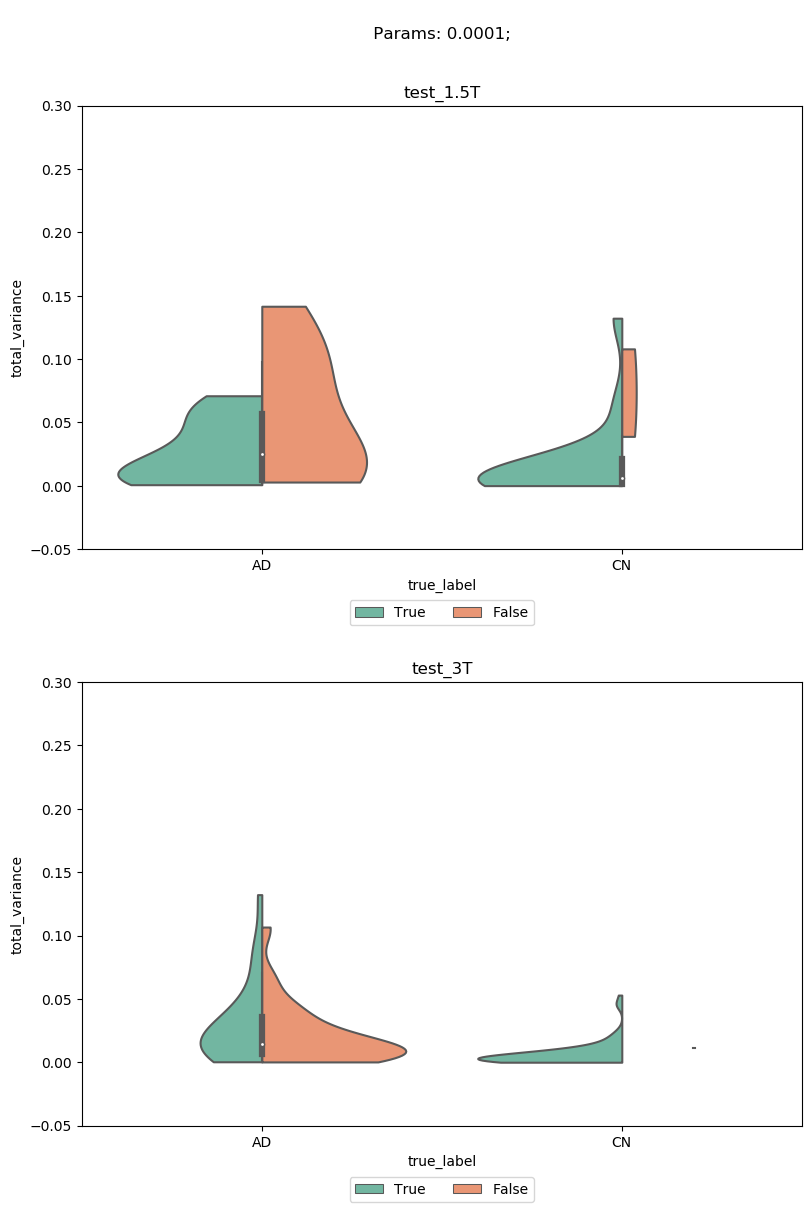 Params: 0.0001;
test_1.5T
0.30
0.25
0.20
0.15
0.10
0.05
0.00
−0.05
total_variance
AD CN
true_label
True False
test_3T
0.30
0.25
0.20
0.15
0.10
0.05
0.00
−0.05
total_variance
AD CN
true_label
True False